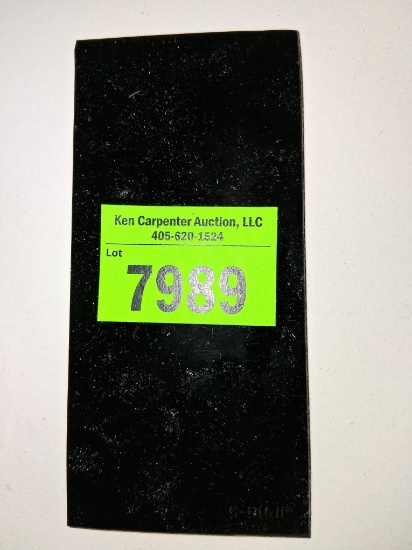 Ken Carpenter Auction, LLC
405-620-1524
Lot
7989